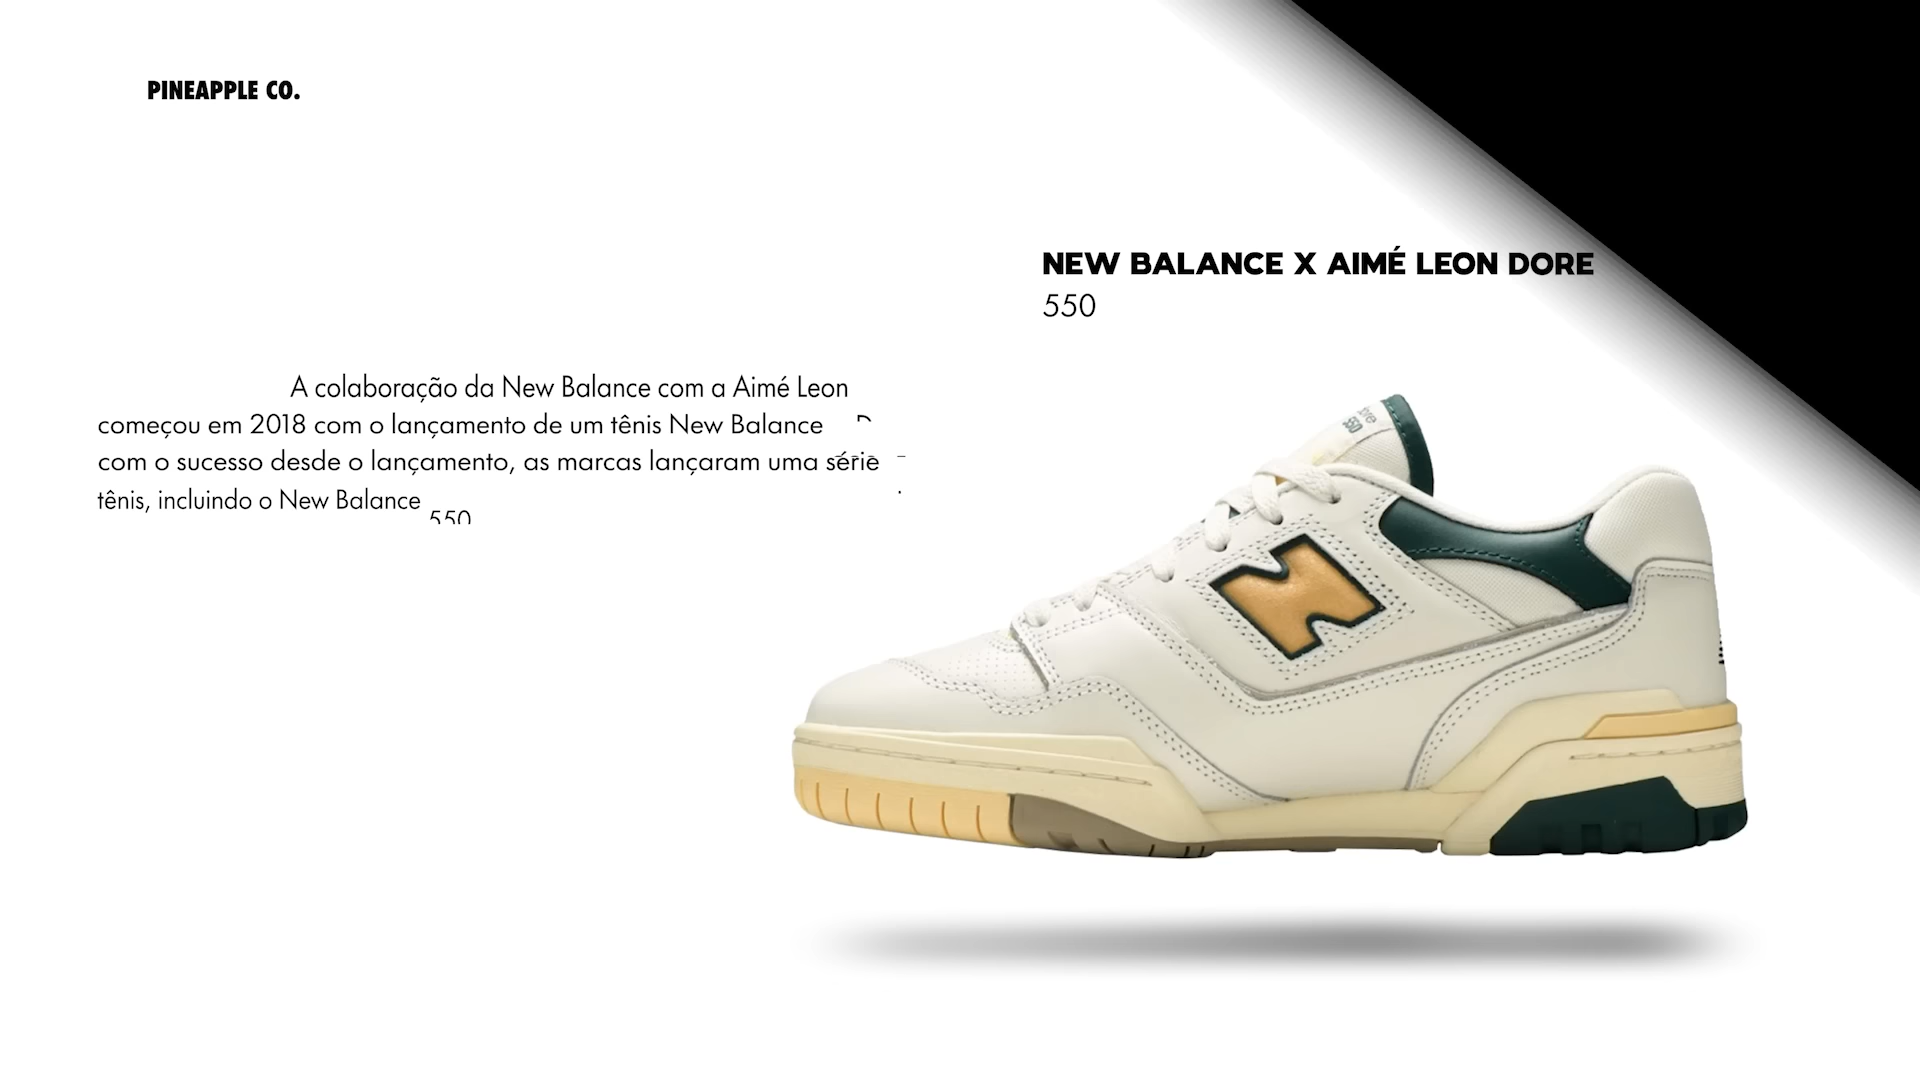 PINEAPPLE CO.
NEW BALANCE X AIMÉ LEON DORE
550
A colaboração da New Balance com a Aimé Leon
começou em 2018 com o lançamento de um tênis New Balance
com o sucesso desde o lançamento, as marcas lançaram uma série
tênis, incluindo o New Balance
550
550